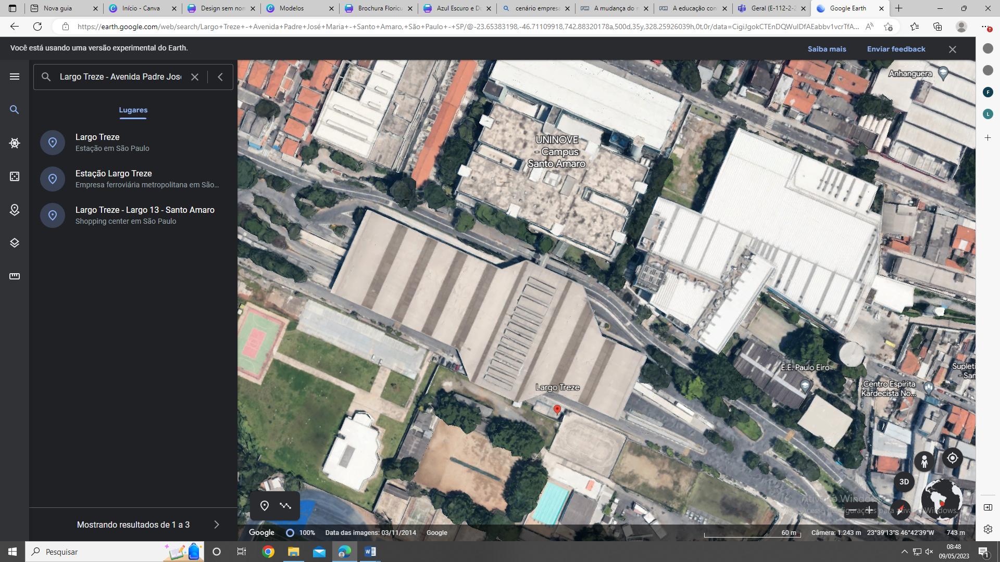 Nova guia
Início - Canva
Design sem nom
Modelos
Brochura Floricu
Azul Escuro e Do
cenário empresa
A mudança do m
A educação con
Geral (E-112-2-2
Google Earth
https://earth.google.com/web/search/Largo+Treze+-+Avenida+Padre+José+Maria+-+Santo+Amaro,+São+Paulo+-+SP/@-23.65383198,-46.71109918,742.88320178a,500d,35y,328.25926039h,0t,0r/data=CigiJgokCTEnDQWulDfAEabbv1vcrTfA...
Você está usando uma versão experimental do Earth.
Saiba mais
Enviar feedback
Largo Treze - Avenida Padre José
Lugares
Largo Treze
Estação em São Paulo
Estação Largo Treze
Empresa ferroviária metropolitana em São...
Largo Treze - Largo 13 - Santo Amaro
Shopping center em São Paulo
Mostrando resultados de 1 a 3
Anhanguera
UNINOVE
- Campus
Santo Amaro
Largo Treze
E.E. Paulo Eiro
Supleti
- San
Centro Espírita
Kardecista No...
F
L
3D
Ativar o Windows
Acesse Configurações para ativar o Windows.
Google
100%
Data das imagens: 03/11/2014
Google
60 m
Câmera: 1.243 m
23°39'13"S 46°42'39"W
743 m
Pesquisar
08:48
09/05/2023
1